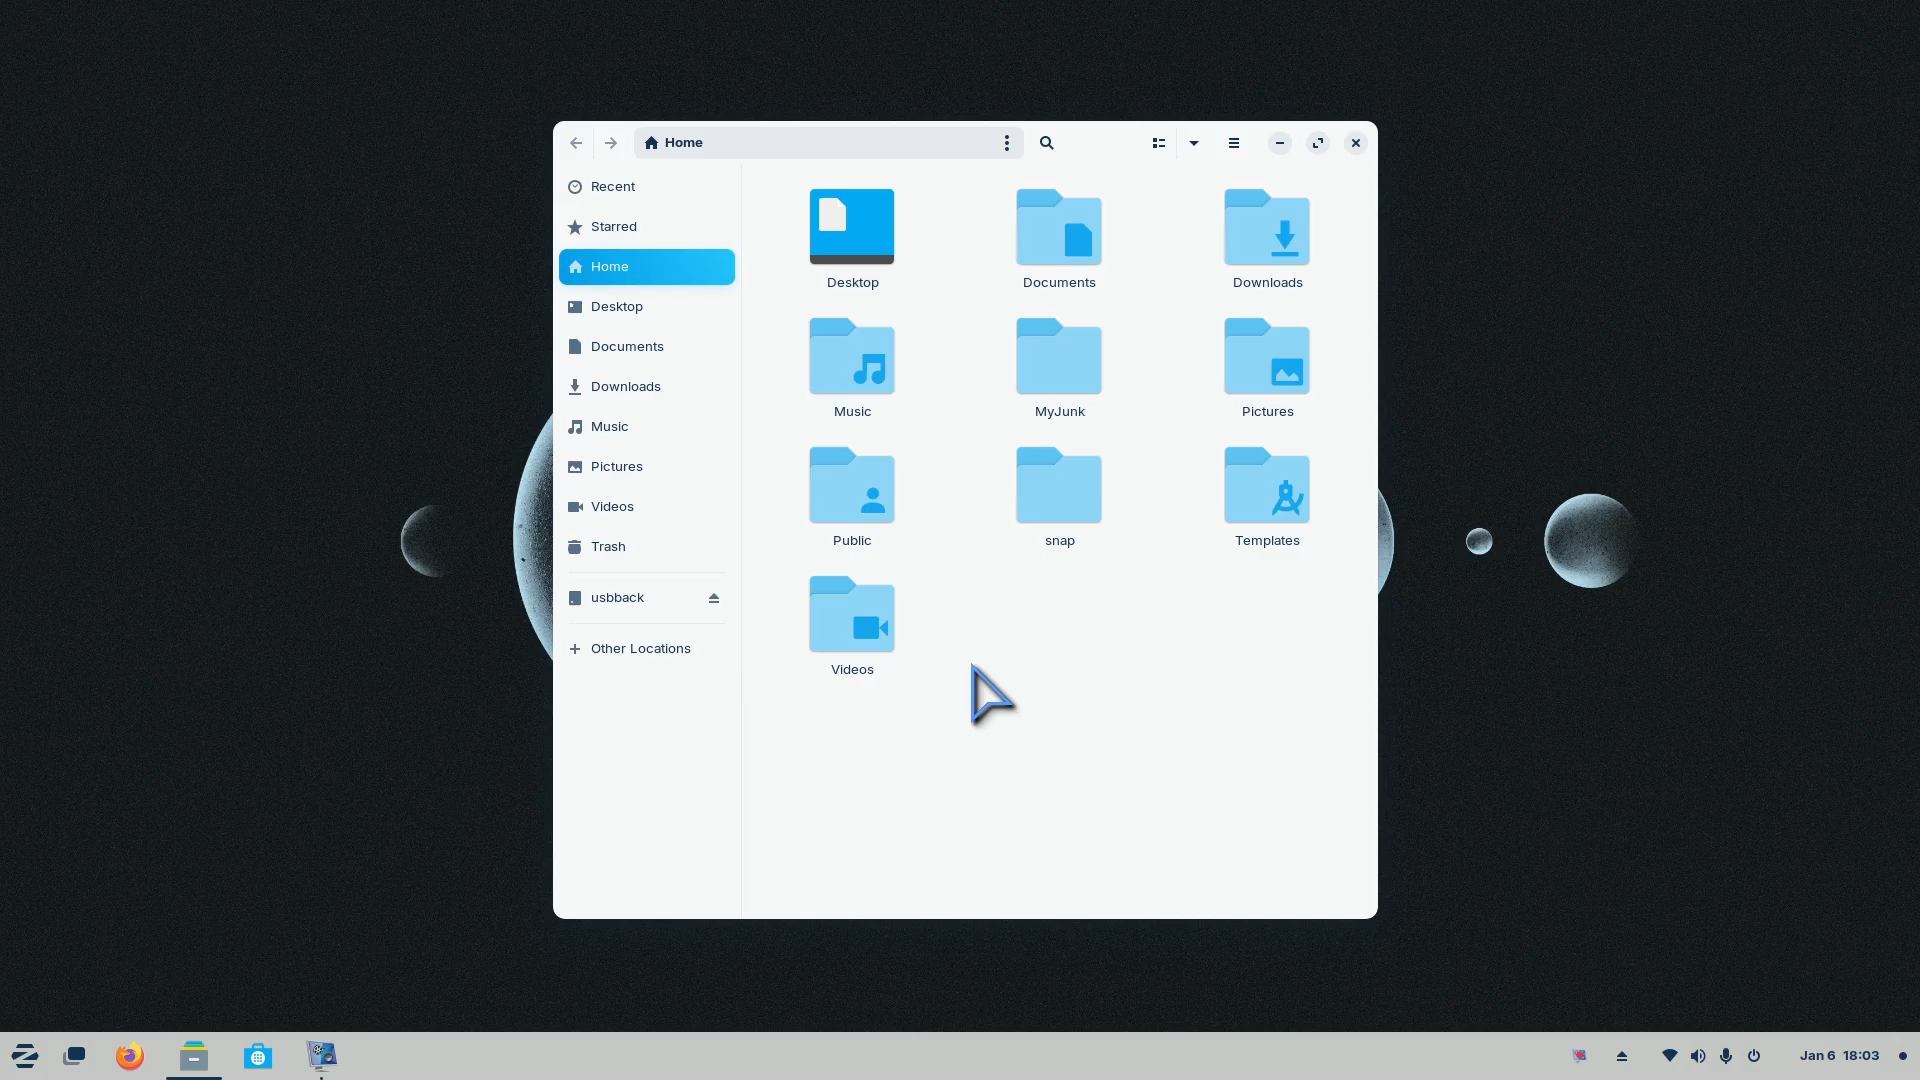 Home
Recent
Starred
Home
Desktop
Documents
Downloads
Music
Pictures
Videos
Trash
usbback
Other Locations
Desktop
Documents
Downloads
Music
MyJunk
Pictures
Public
snap
Templates
Videos
Jan 6 18:03